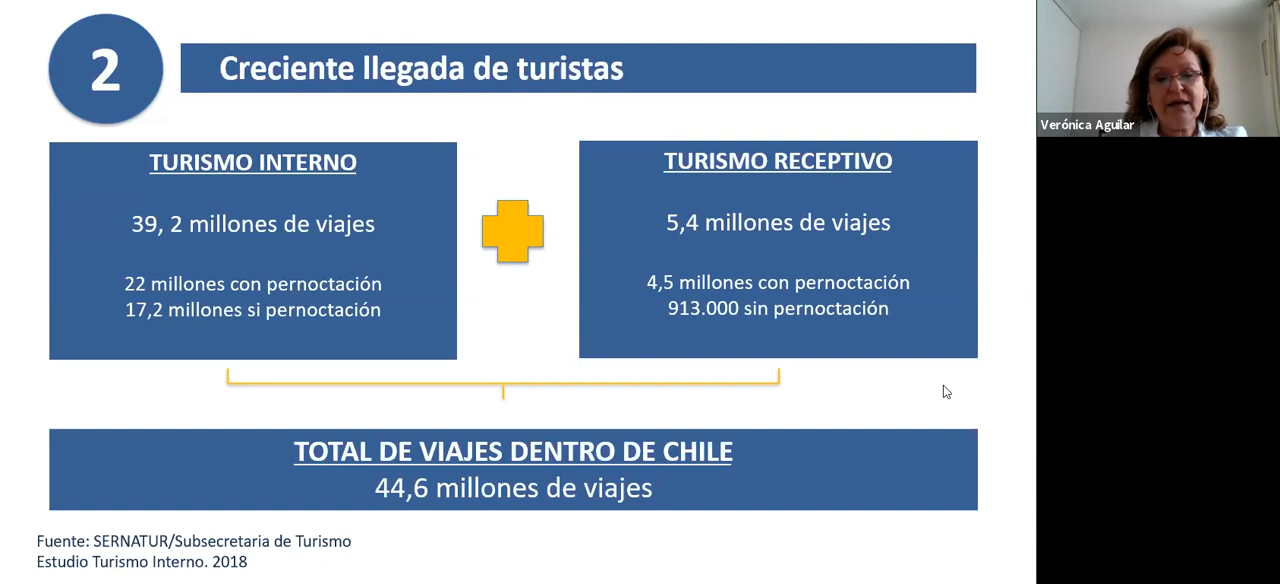 2
Creciente llegada de turistas
TURISMO INTERNO
39, 2 millones de viajes
22 millones con pernoctación
17,2 millones si pernoctación
TURISMO RECEPTIVO
5,4 millones de viajes
4,5 millones con pernoctación
913.000 sin pernoctación
TOTAL DE VIAJES DENTRO DE CHILE
44,6 millones de viajes
Fuente: SERNATUR/Subsecretaria de Turismo
Estudio Turismo Interno. 2018
Verónica Aguilar